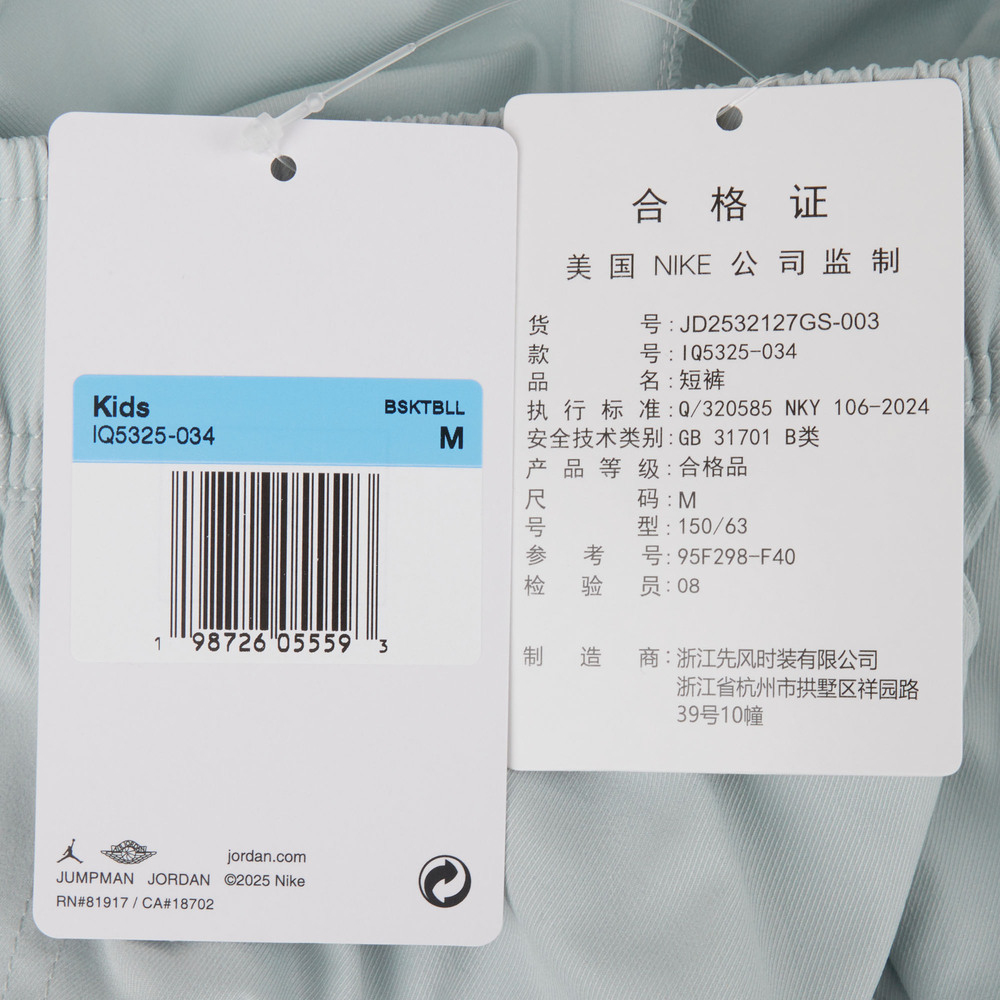 Kids
BSKTBLL
IQ5325-034
M
1 98726 05559 3
jordan.com
JUMPMAN JORDAN ©2025 Nike
RN#81917 / CA#18702
合格证
美国NIKE公司监制
货号:JD2532127GS-003
款号:IQ5325-034
品名:短裤
执行标准:Q/320585 NKY 106-2024
安全技术类别:GB 31701 B类
产品等级:合格品
尺码:M
号型:150/63
参考号:95F298-F40
检验员:08
制造商:浙江先风时装有限公司
浙江省杭州市拱墅区祥园路
39号10幢